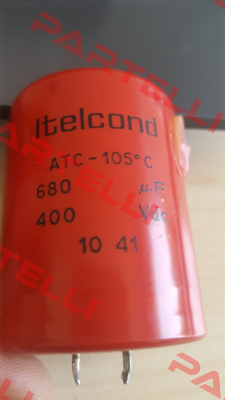 Itelcond
ATC-105°C
680 µF
400 Vdc
10 41
PARTELLI
PARTELLI
PARTELLI